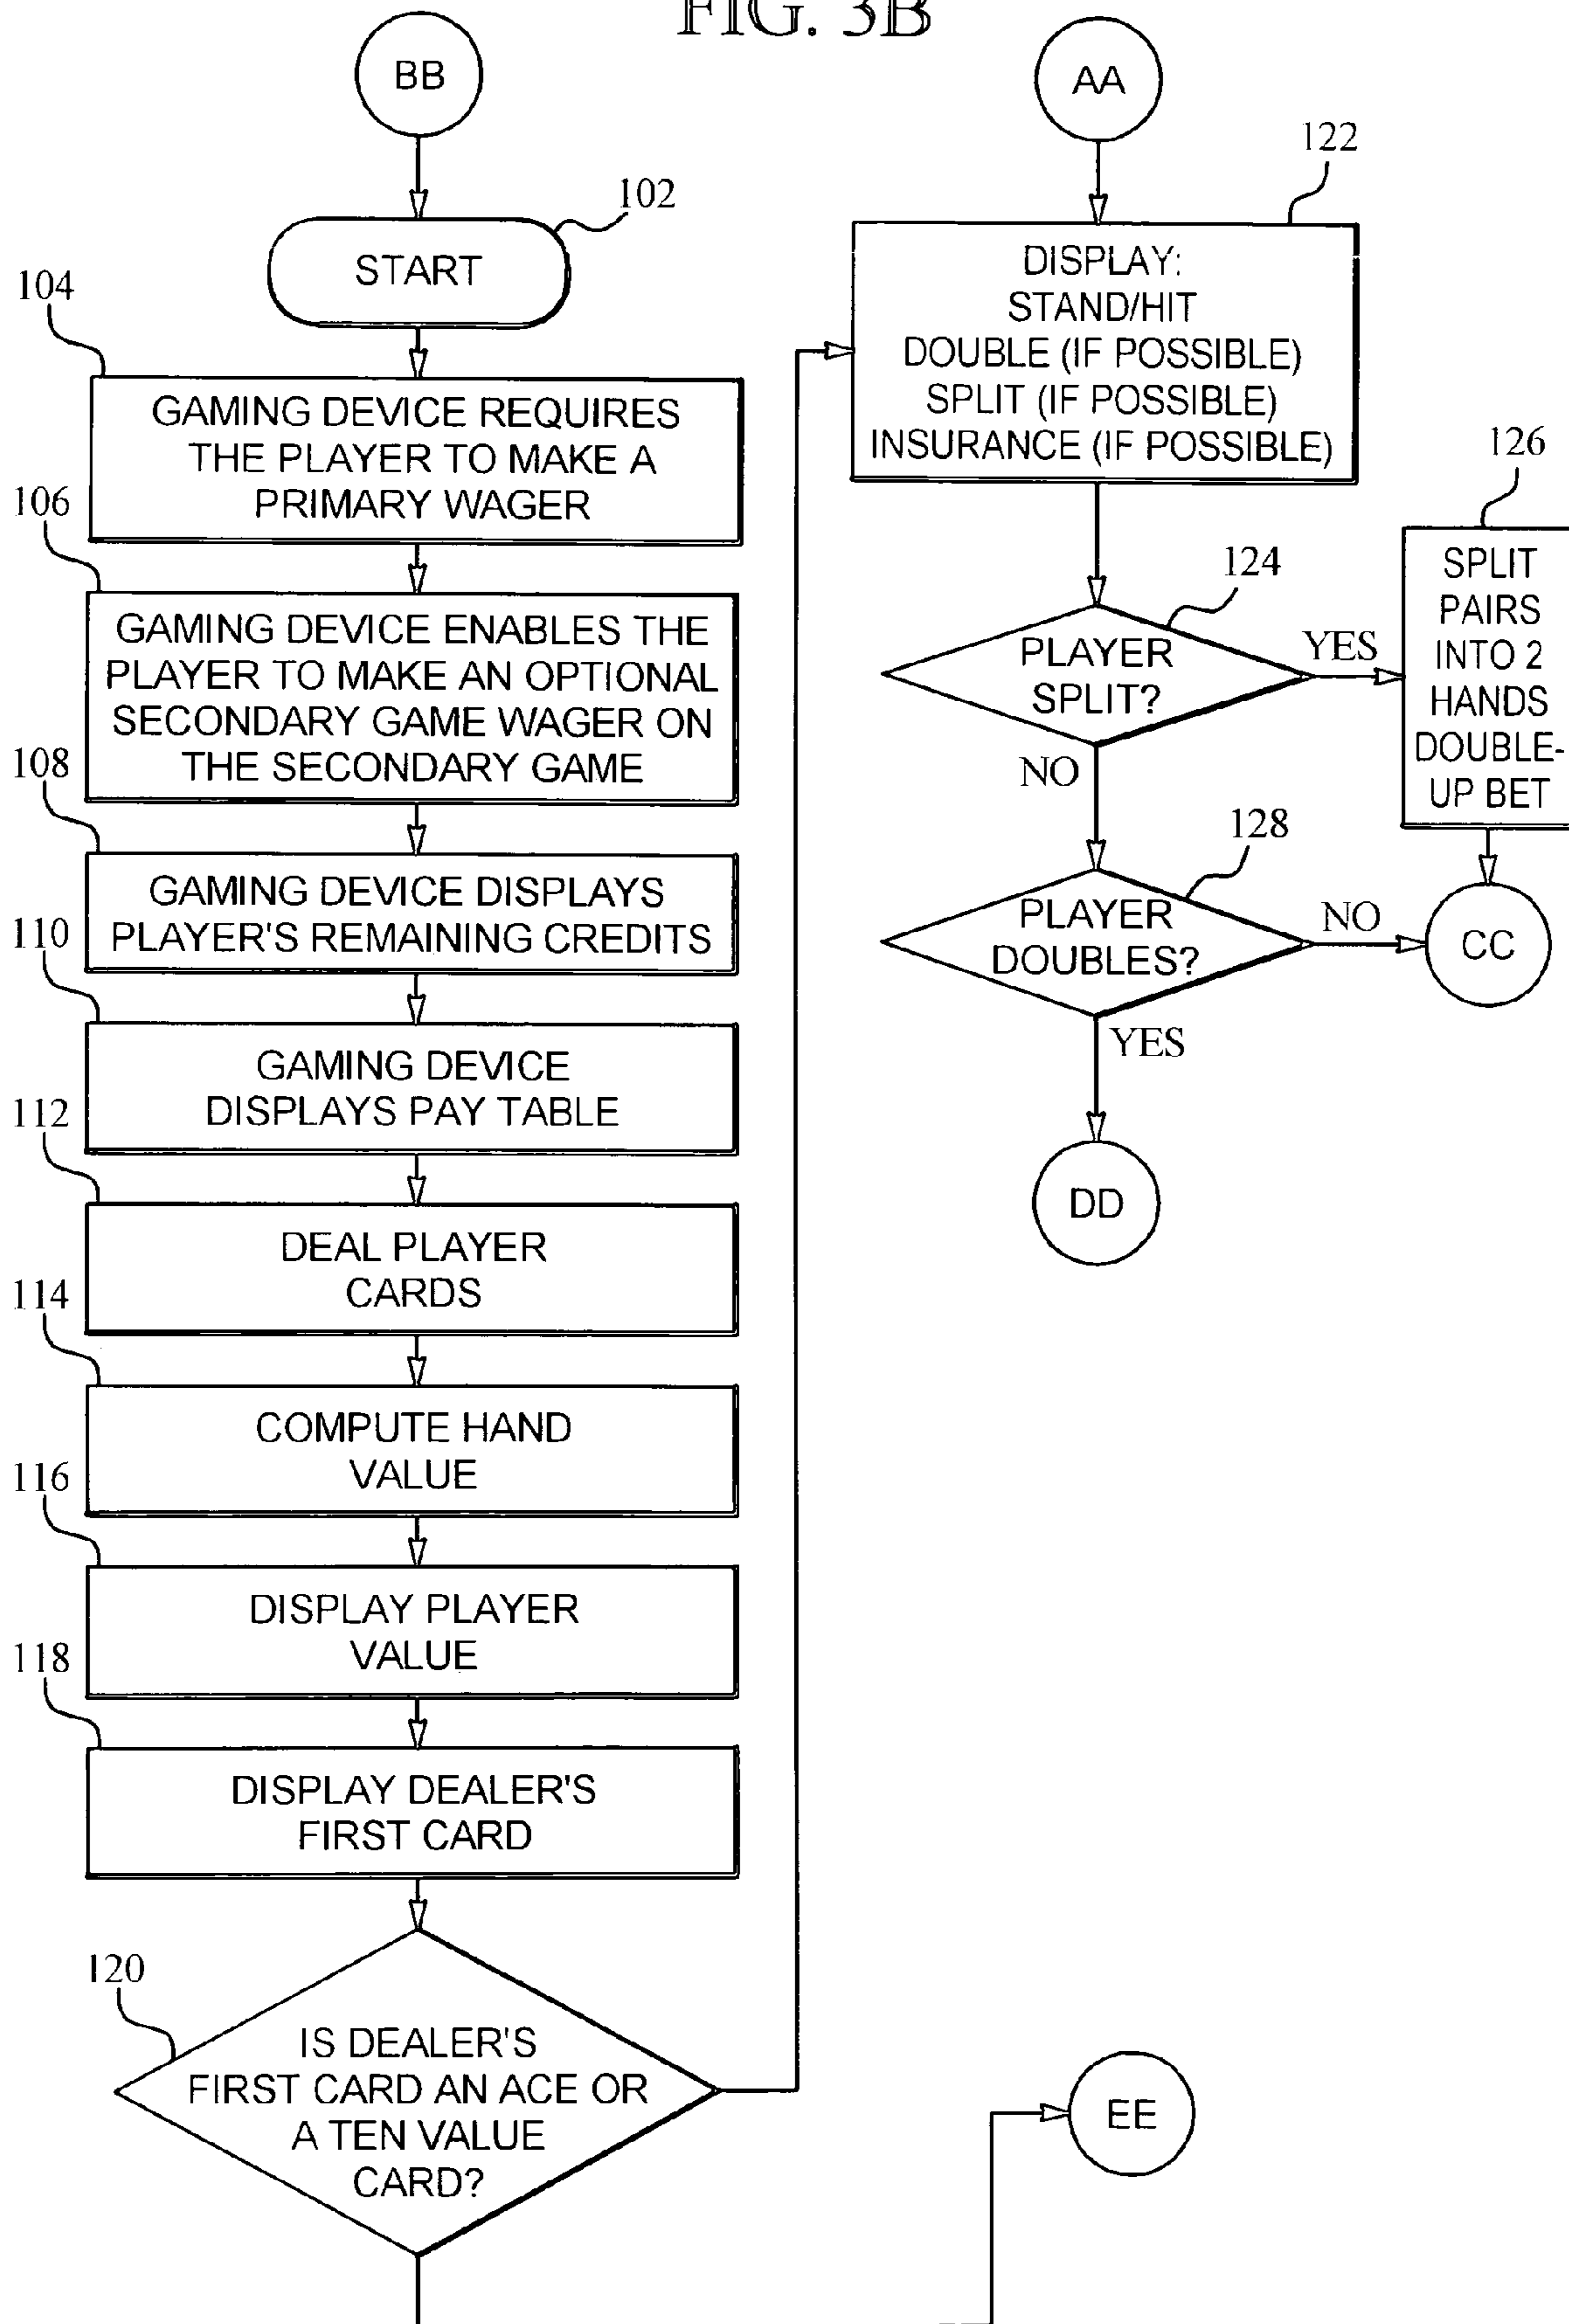 FIG. 3B
BB
102
START
104
GAMING DEVICE REQUIRES
THE PLAYER TO MAKE A
PRIMARY WAGER
106
GAMING DEVICE ENABLES THE
PLAYER TO MAKE AN OPTIONAL
SECONDARY GAME WAGER ON
THE SECONDARY GAME
108
GAMING DEVICE DISPLAYS
PLAYER'S REMAINING CREDITS
110
GAMING DEVICE
DISPLAYS PAY TABLE
112
DEAL PLAYER
CARDS
114
COMPUTE HAND
VALUE
116
DISPLAY PLAYER
VALUE
118
DISPLAY DEALER'S
FIRST CARD
120
IS DEALER'S
FIRST CARD AN ACE OR
A TEN VALUE
CARD?
AA
122
DISPLAY:
STAND/HIT
DOUBLE (IF POSSIBLE)
SPLIT (IF POSSIBLE)
INSURANCE (IF POSSIBLE)
124
PLAYER
SPLIT?
YES
NO
126
SPLIT
PAIRS
INTO 2
HANDS
DOUBLE-
UP BET
128
PLAYER
DOUBLES?
NO
CC
YES
DD
EE